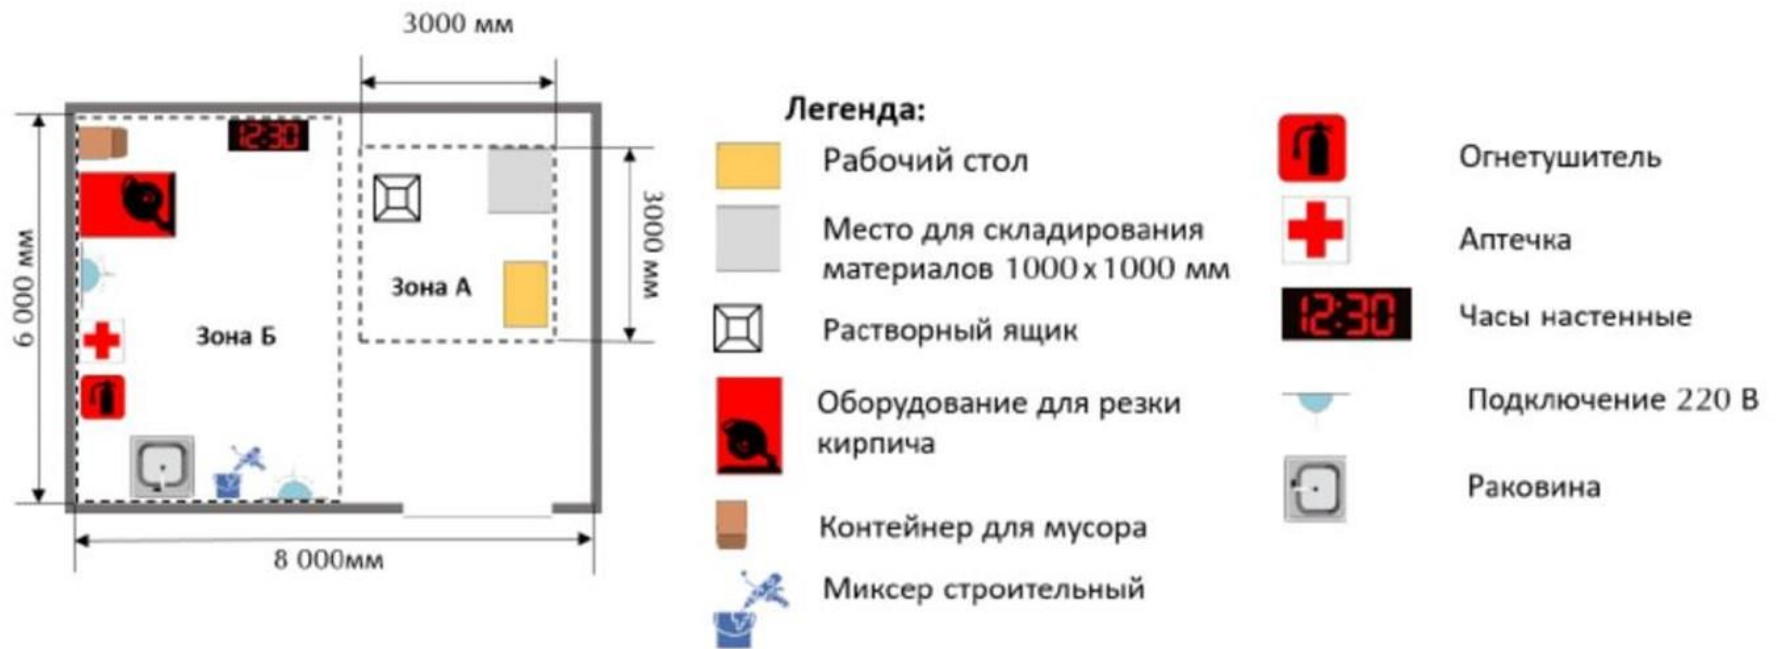 3000 мм
12:30
6 000 мм
3000 мм
Зона А
Зона Б
8 000мм
Легенда:
Рабочий стол
Место для складирования
материалов 1000 х 1000 мм
Растворный ящик
Оборудование для резки
кирпича
Контейнер для мусора
Миксер строительный
Огнетушитель
Аптечка
12:30
Часы настенные
Подключение 220 В
Раковина